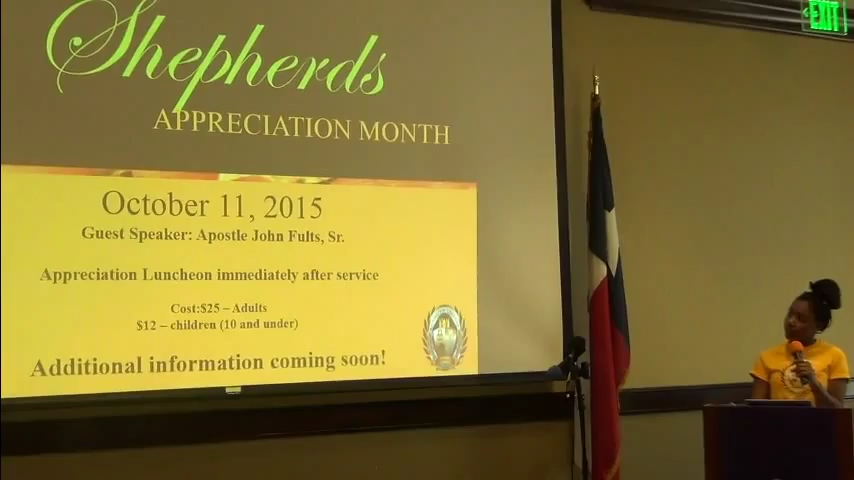 EXIT
Shepherds
APPRECIATION MONTH
October 11, 2015
Guest Speaker: Apostle John Fults, Sr.
Appreciation Luncheon immediately after service
Cost:$25 – Adults
$12 – children (10 and under)
Additional information coming soon!